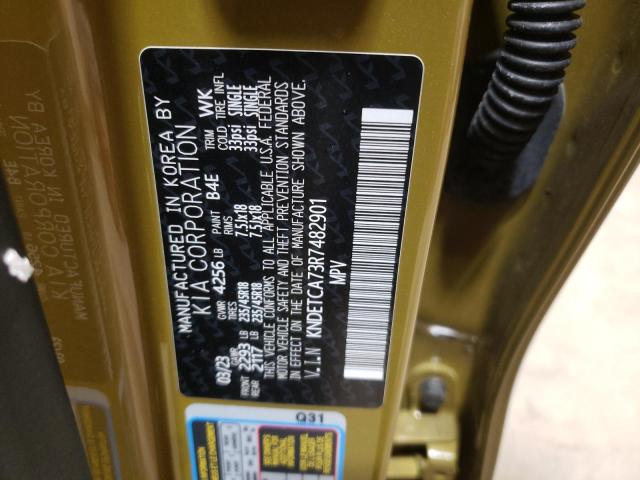 MANUFACTURED IN KOREA BY
KIA CORPORATION
03/23 GVWR 4256 LB PAINT B4E TRIM WK
GWAR TIRES RIMS COLD TIRE INFL
FRONT 2293 LB 235/45R18 7.5Jx18 33psi SINGLE
REAR 2117 LB 235/45R18 7.5Jx18 33psi SINGLE
THIS VEHICLE CONFORMS TO ALL APPLICABLE U.S.A. FEDERAL
MOTOR VEHICLE SAFETY AND THEFT PREVENTION STANDARDS
IN EFFECT ON THE DATE OF MANUFACTURE SHOWN ABOVE.
V.I.N KNDETCA73R7482901
MPV
Q31